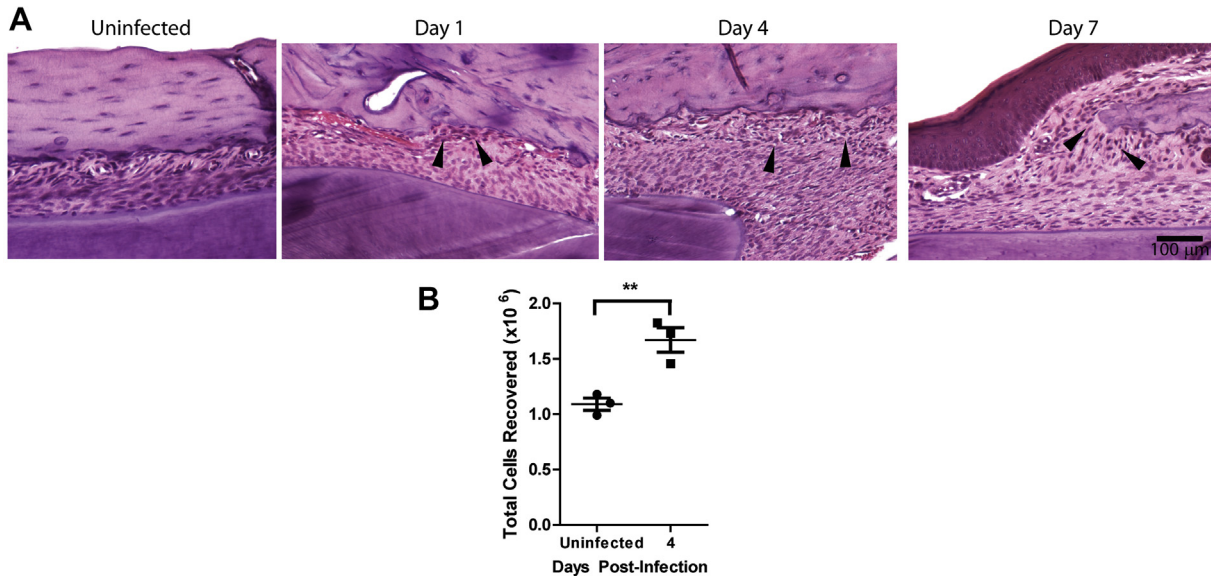 A
Uninfected
Day 1
Day 4
Day 7
100 μm
B
Total Cells Recovered (x10 6)
2.0
1.5
1.0
0.5
0.0
**
Uninfected 4
Days Post-Infection